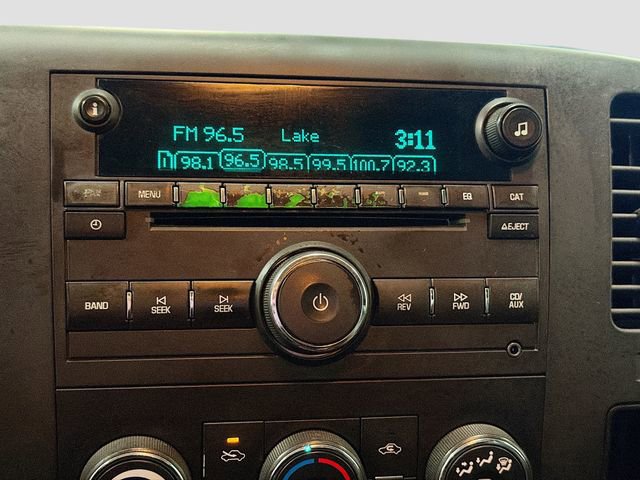 FM 96.5 Lake 3:11
1 98.1 96.5 98.5 99.5 100.7 92.3
MENU EQ CAT
EJECT
BAND SEEK SEEK REV FWD CD/AUX